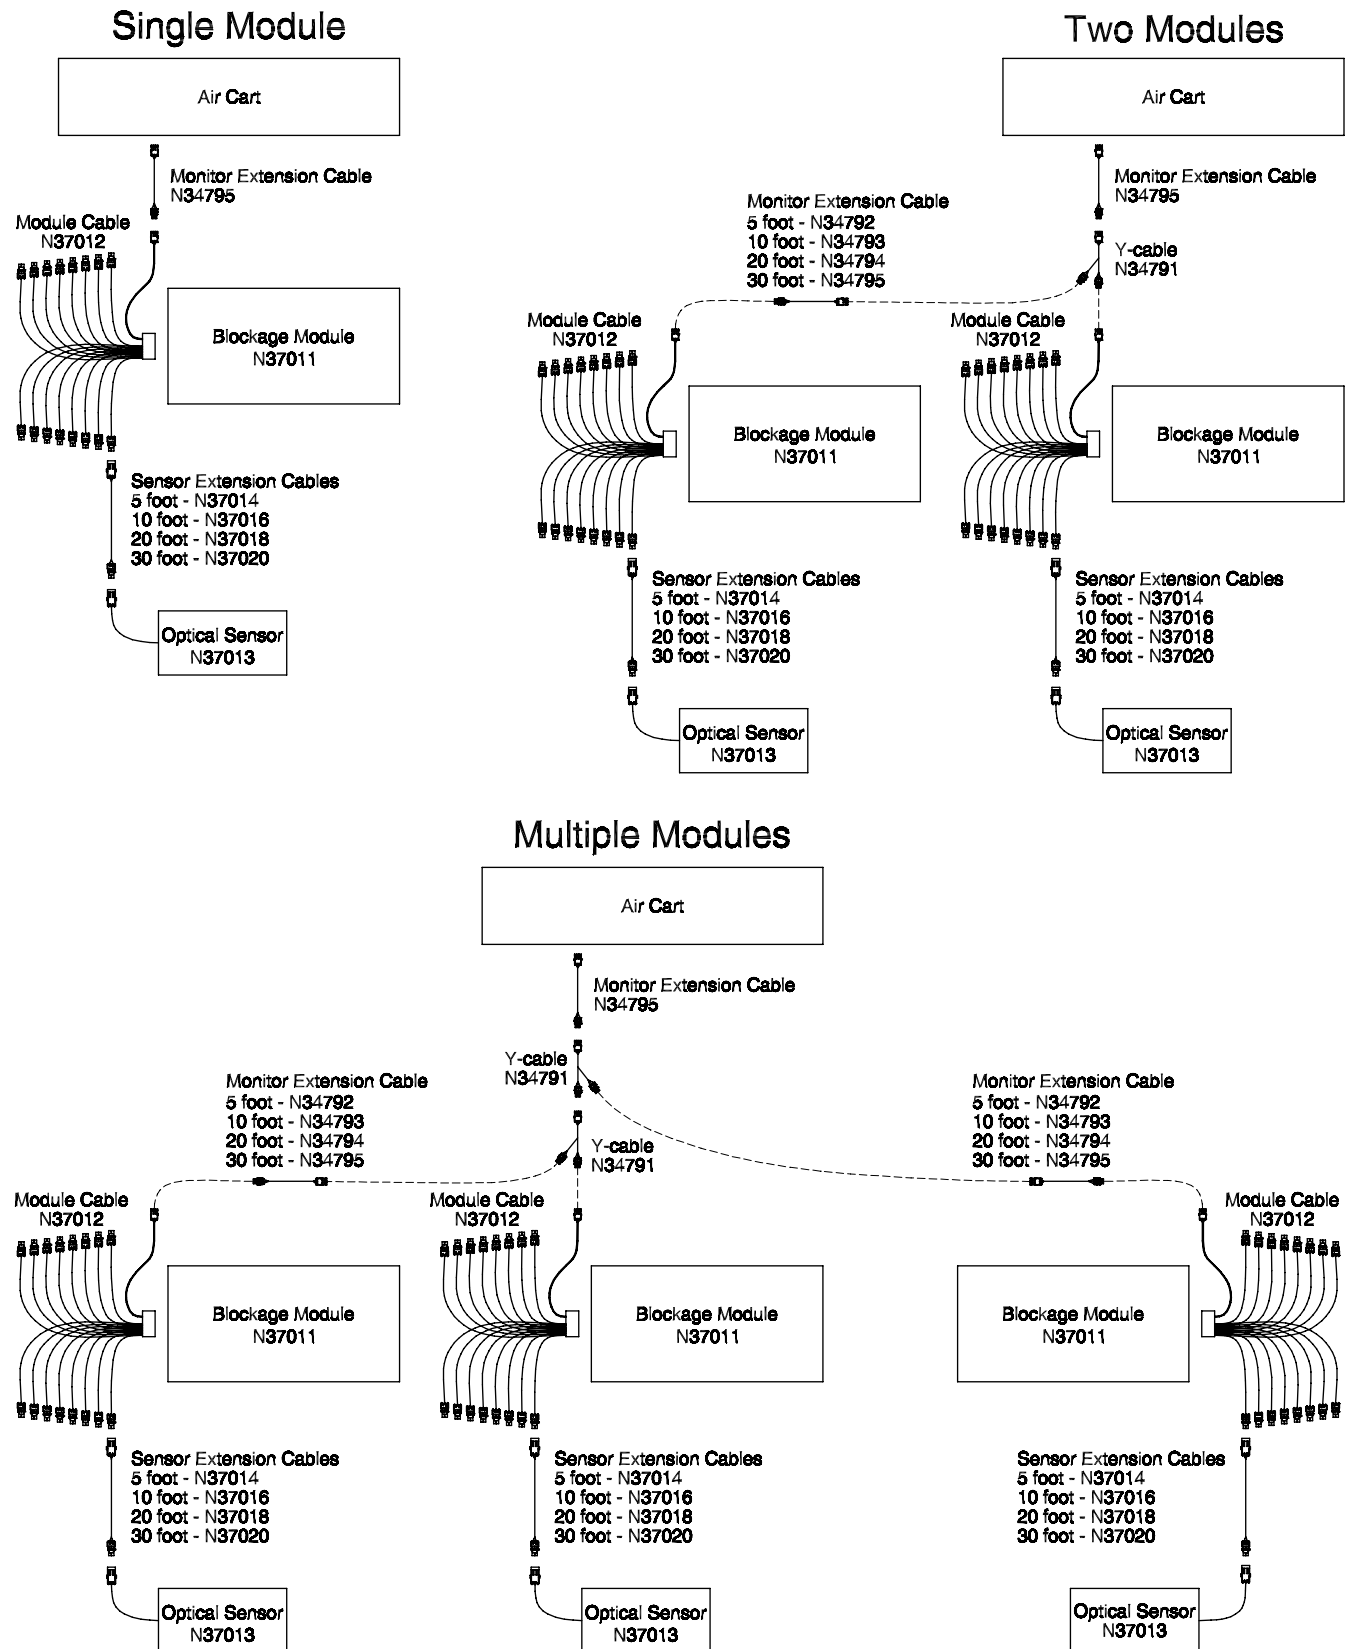 Single Module
Air Cart
Monitor Extension Cable
N34795
Module Cable
N37012
Blockage Module
N37011
Sensor Extension Cables
5 foot - N37014
10 foot - N37016
20 foot - N37018
30 foot - N37020
Optical Sensor
N37013
Two Modules
Air Cart
Monitor Extension Cable
N34795
Y-cable
N34791
Monitor Extension Cable
5 foot - N34792
10 foot - N34793
20 foot - N34794
30 foot - N34795
Module Cable
N37012
Blockage Module
N37011
Sensor Extension Cables
5 foot - N37014
10 foot - N37016
20 foot - N37018
30 foot - N37020
Optical Sensor
N37013
Module Cable
N37012
Blockage Module
N37011
Sensor Extension Cables
5 foot - N37014
10 foot - N37016
20 foot - N37018
30 foot - N37020
Optical Sensor
N37013
Multiple Modules
Air Cart
Monitor Extension Cable
N34795
Y-cable
N34791
Y-cable
N34791
Monitor Extension Cable
5 foot - N34792
10 foot - N34793
20 foot - N34794
30 foot - N34795
Module Cable
N37012
Blockage Module
N37011
Sensor Extension Cables
5 foot - N37014
10 foot - N37016
20 foot - N37018
30 foot - N37020
Optical Sensor
N37013
Module Cable
N37012
Blockage Module
N37011
Sensor Extension Cables
5 foot - N37014
10 foot - N37016
20 foot - N37018
30 foot - N37020
Optical Sensor
N37013
Monitor Extension Cable
5 foot - N34792
10 foot - N34793
20 foot - N34794
30 foot - N34795
Module Cable
N37012
Blockage Module
N37011
Sensor Extension Cables
5 foot - N37014
10 foot - N37016
20 foot - N37018
30 foot - N37020
Optical Sensor
N37013